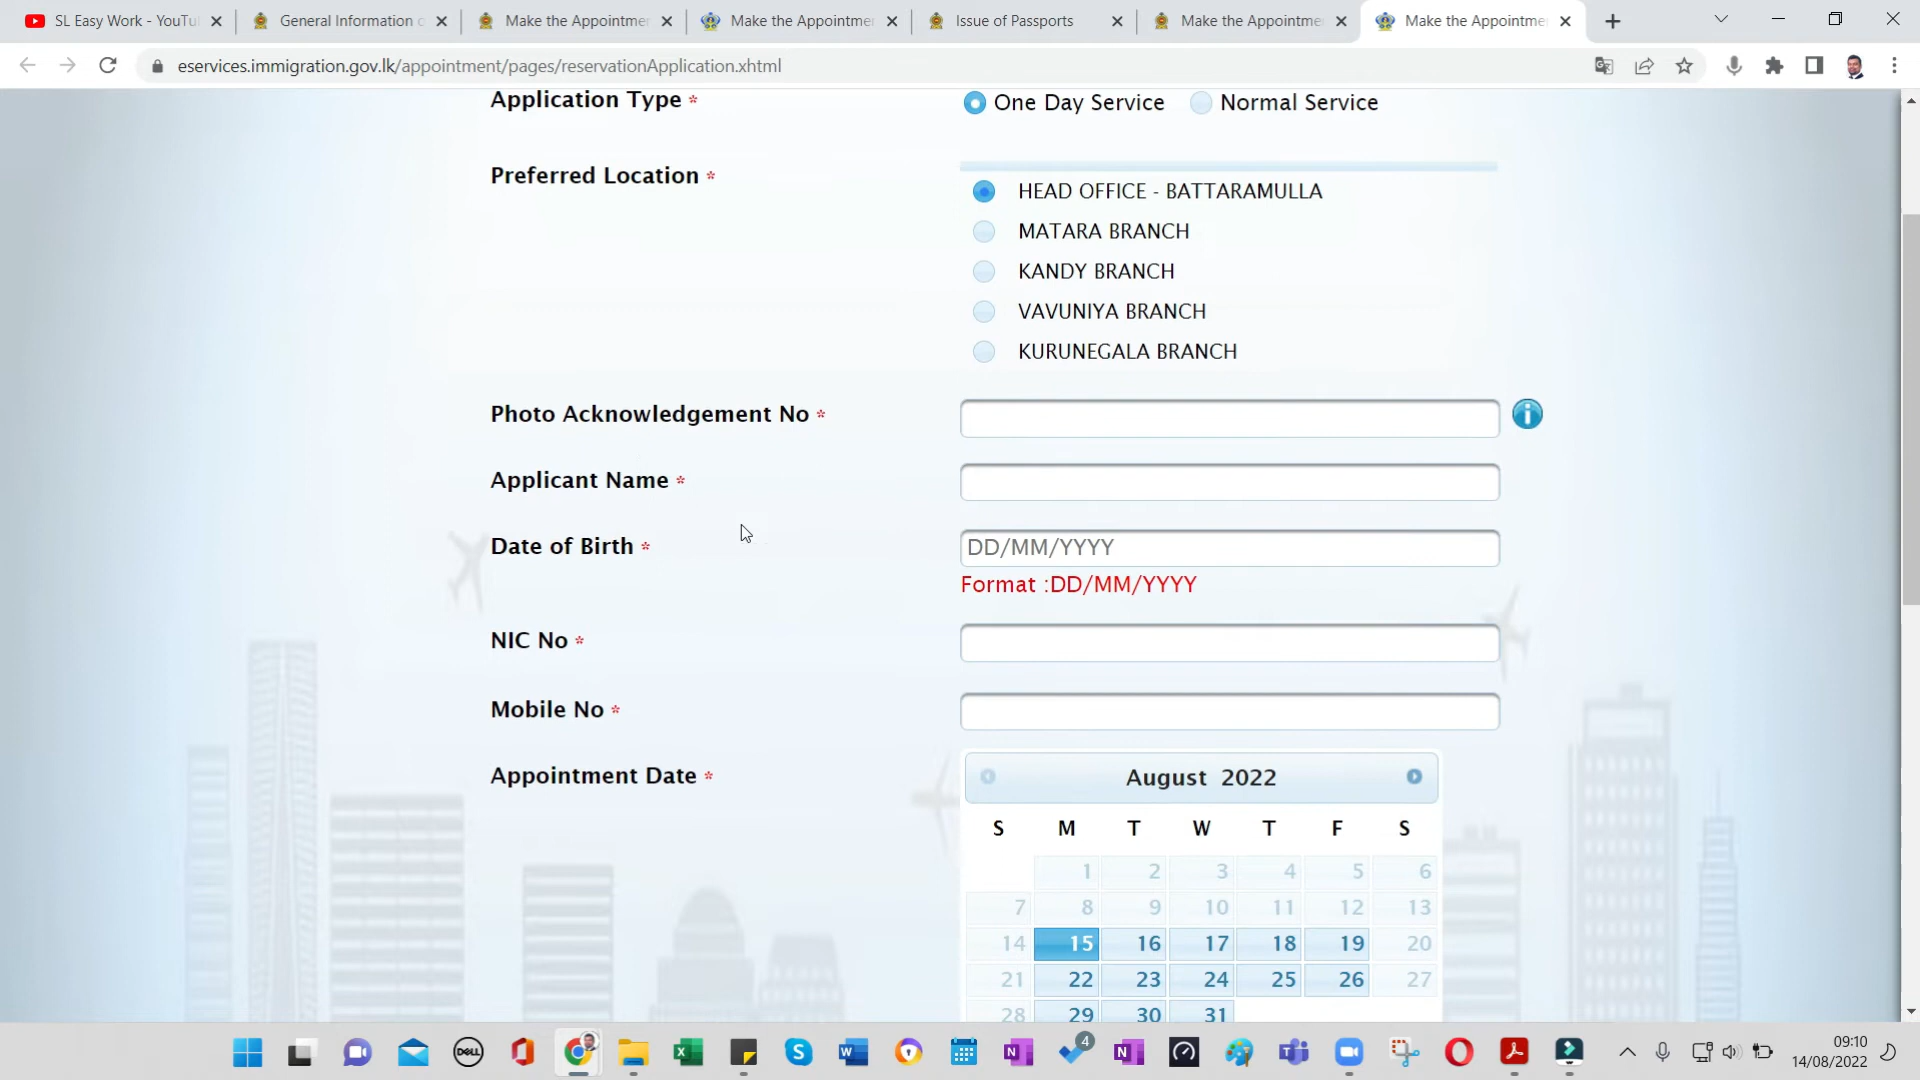 SL Easy Work - YouTu
General Information o
Make the Appointmen
Make the Appointme
Issue of Passports
Make the Appointme
Make the Appointme
eservices.immigration.gov.lk/appointment/pages/reservationApplication.xhtml
Application Type *
One Day Service
Normal Service
Preferred Location *
HEAD OFFICE - BATTARAMULLA
MATARA BRANCH
KANDY BRANCH
VAVUNIYA BRANCH
KURUNEGALA BRANCH
Photo Acknowledgement No *
Applicant Name *
Date of Birth *
DD/MM/YYYY
Format :DD/MM/YYYY
NIC No *
Mobile No *
Appointment Date *
August 2022
S M T W T F S
1 2 3 4 5 6
7 8 9 10 11 12 13
14 15 16 17 18 19 20
21 22 23 24 25 26 27
28 29 30 31
DELL
4
09:10
14/08/2022